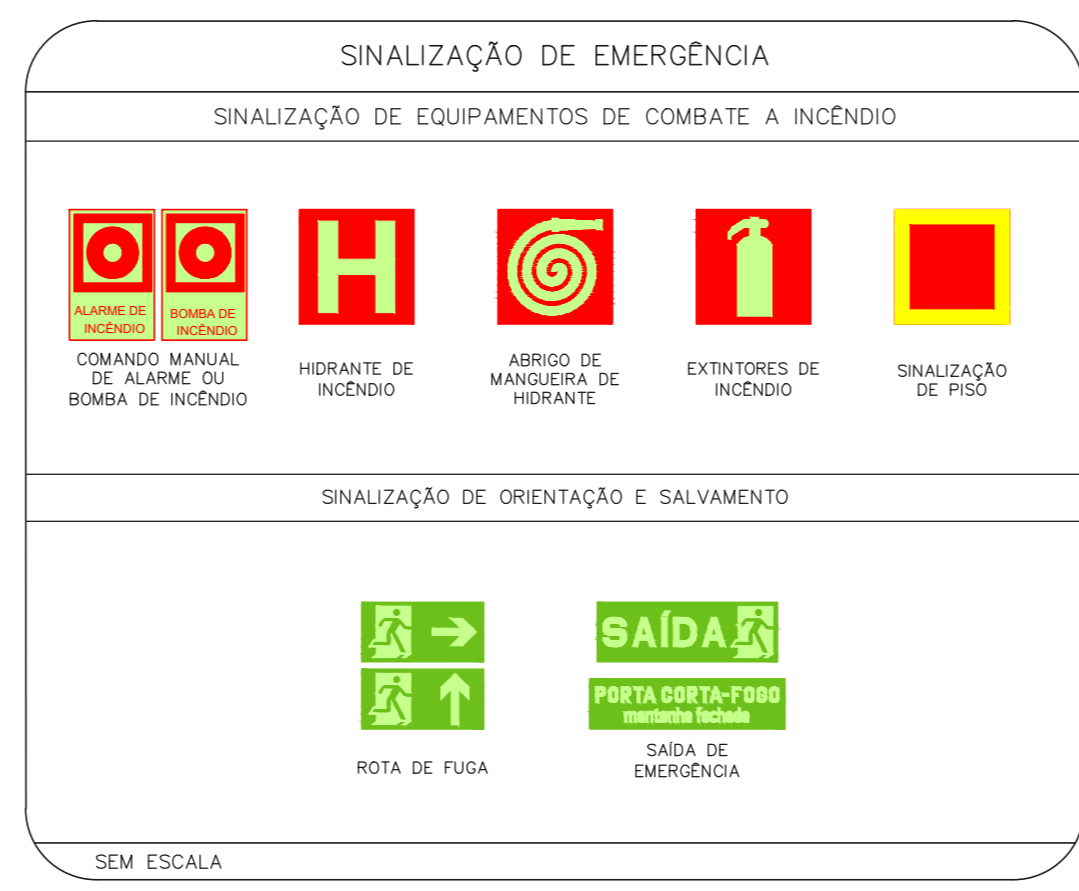 SINALIZAÇÃO DE EMERGÊNCIA
SINALIZAÇÃO DE EQUIPAMENTOS DE COMBATE A INCÊNDIO
ALARME DE
INCÊNDIO
BOMBA DE
INCÊNDIO
H
COMANDO MANUAL
DE ALARME OU
BOMBA DE INCÊNDIO
HIDRANTE DE
INCÊNDIO
ABRIGO DE
MANGUEIRA DE
HIDRANTE
EXTINTORES DE
INCÊNDIO
SINALIZAÇÃO
DE PISO
SINALIZAÇÃO DE ORIENTAÇÃO E SALVAMENTO
SAÍDA
PORTA CORTA-FOGO
mantenha fechada
ROTA DE FUGA
SAÍDA DE
EMERGÊNCIA
SEM ESCALA